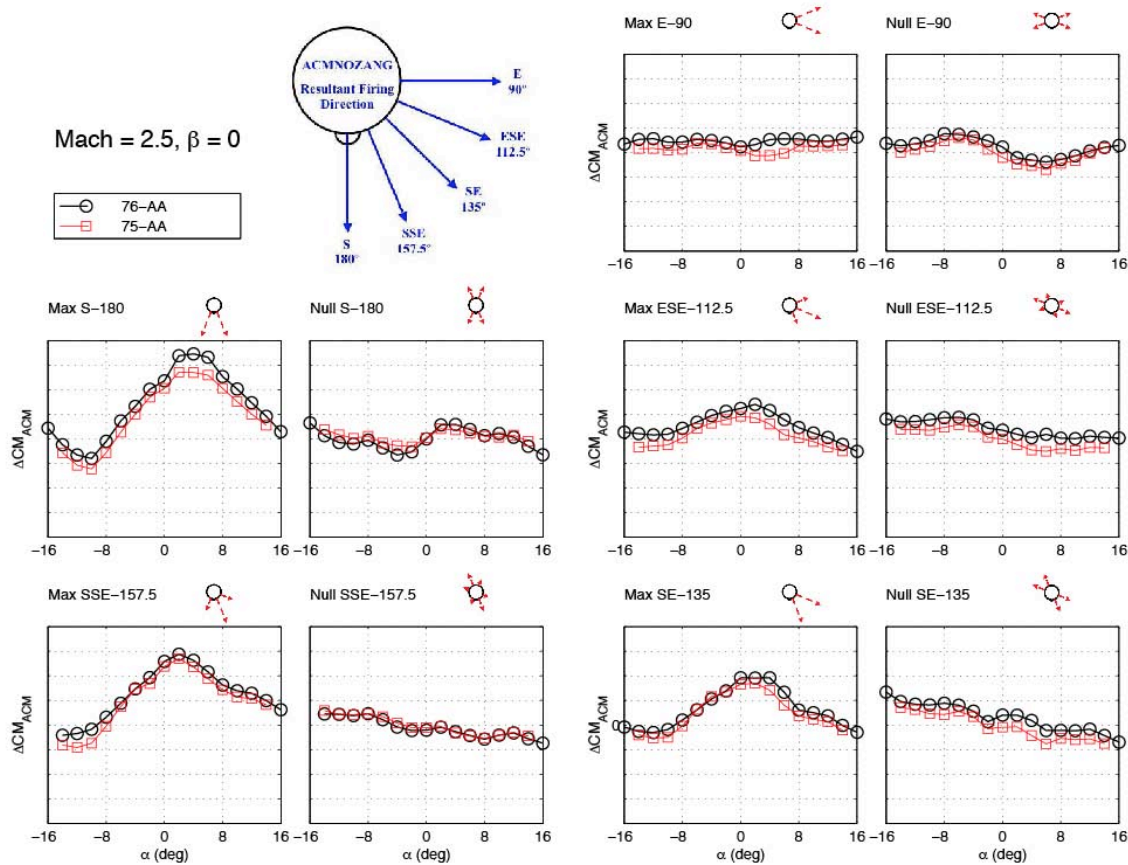 Mach = 2.5, β = 0
76−AA
75−AA
ACMNOZANG
Resultant Firing
Direction
E
90°
ESE
112.5°
SE
135°
SSE
157.5°
S
180°
Max E−90
ΔCM_ACM
−16 −8 0 8 16
Null E−90
−16 −8 0 8 16
Max S−180
ΔCM_ACM
−16 −8 0 8 16
Null S−180
−16 −8 0 8 16
Max ESE−112.5
ΔCM_ACM
−16 −8 0 8 16
Null ESE−112.5
−16 −8 0 8 16
Max SSE−157.5
ΔCM_ACM
−16 −8 0 8 16
α (deg)
Null SSE−157.5
−16 −8 0 8 16
α (deg)
Max SE−135
ΔCM_ACM
0
−16 −8 0 8 16
α (deg)
Null SE−135
−16 −8 0 8 16
α (deg)